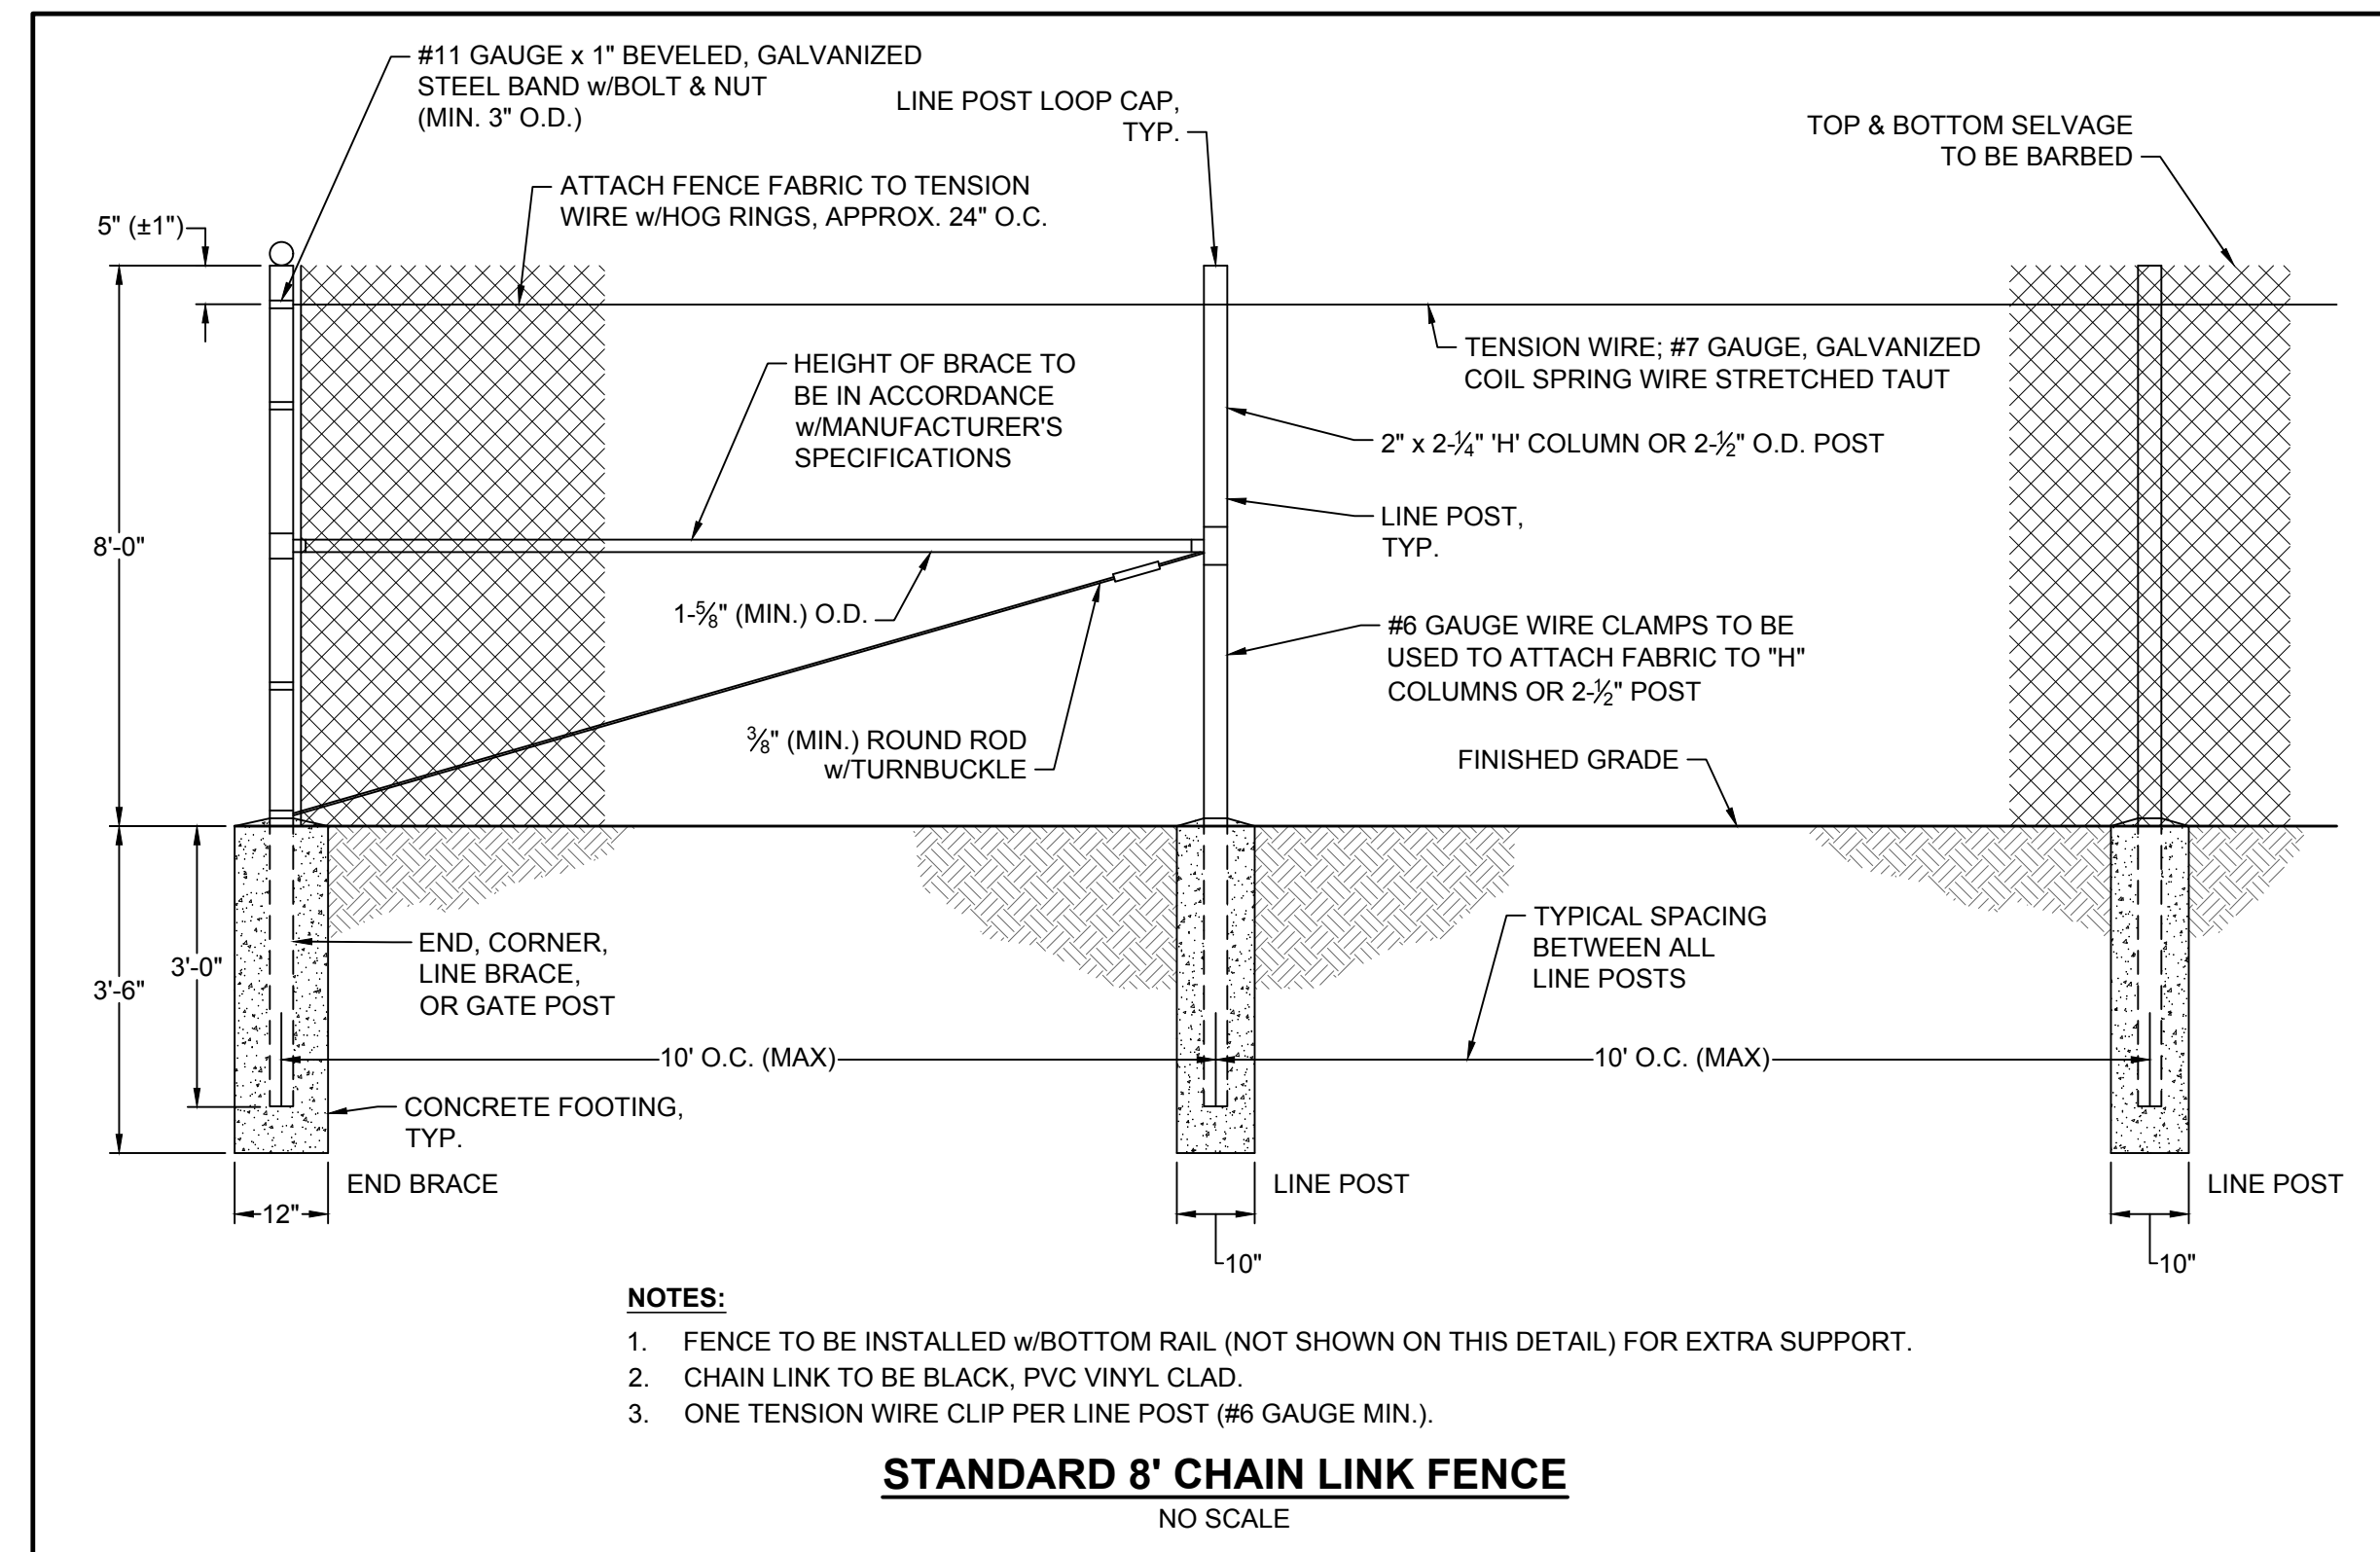 #11 GAUGE x 1" BEVELED, GALVANIZED
STEEL BAND w/BOLT & NUT
(MIN. 3" O.D.)
LINE POST LOOP CAP,
TYP.
TOP & BOTTOM SELVAGE
TO BE BARBED
ATTACH FENCE FABRIC TO TENSION
WIRE w/HOG RINGS, APPROX. 24" O.C.
5" (±1")
HEIGHT OF BRACE TO
BE IN ACCORDANCE
w/MANUFACTURER'S
SPECIFICATIONS
TENSION WIRE; #7 GAUGE, GALVANIZED
COIL SPRING WIRE STRETCHED TAUT
2" x 2-¼" 'H' COLUMN OR 2-½" O.D. POST
LINE POST,
TYP.
8'-0"
1-⅝" (MIN.) O.D.
#6 GAUGE WIRE CLAMPS TO BE
USED TO ATTACH FABRIC TO "H"
COLUMNS OR 2-½" POST
⅜" (MIN.) ROUND ROD
w/TURNBUCKLE
FINISHED GRADE
3'-6"
3'-0"
END, CORNER,
LINE BRACE,
OR GATE POST
TYPICAL SPACING
BETWEEN ALL
LINE POSTS
10' O.C. (MAX)
10' O.C. (MAX)
CONCRETE FOOTING,
TYP.
END BRACE
LINE POST
LINE POST
12"
10"
10"
NOTES:
1. FENCE TO BE INSTALLED w/BOTTOM RAIL (NOT SHOWN ON THIS DETAIL) FOR EXTRA SUPPORT.
2. CHAIN LINK TO BE BLACK, PVC VINYL CLAD.
3. ONE TENSION WIRE CLIP PER LINE POST (#6 GAUGE MIN.).
STANDARD 8' CHAIN LINK FENCE
NO SCALE